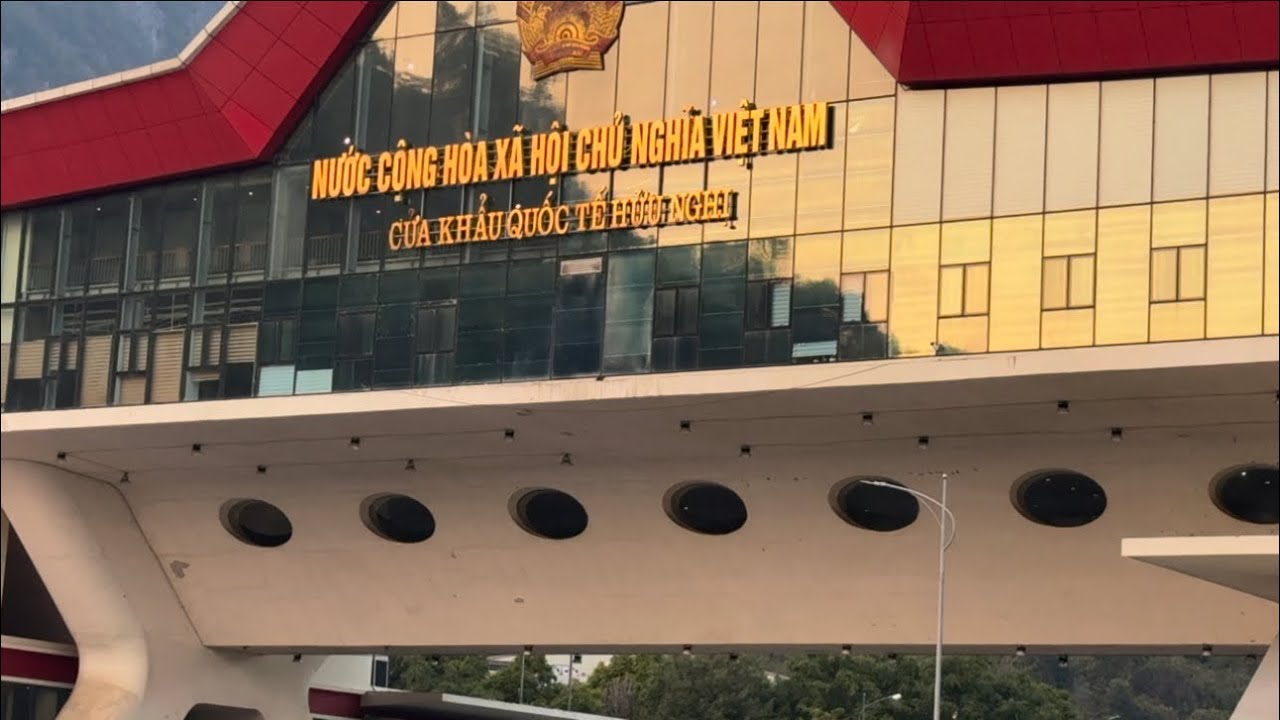 NƯỚC CỘNG HÒA XÃ HỘI CHỦ NGHĨA VIỆT NAM
CỬA KHẨU QUỐC TẾ HỮU NGHỊ